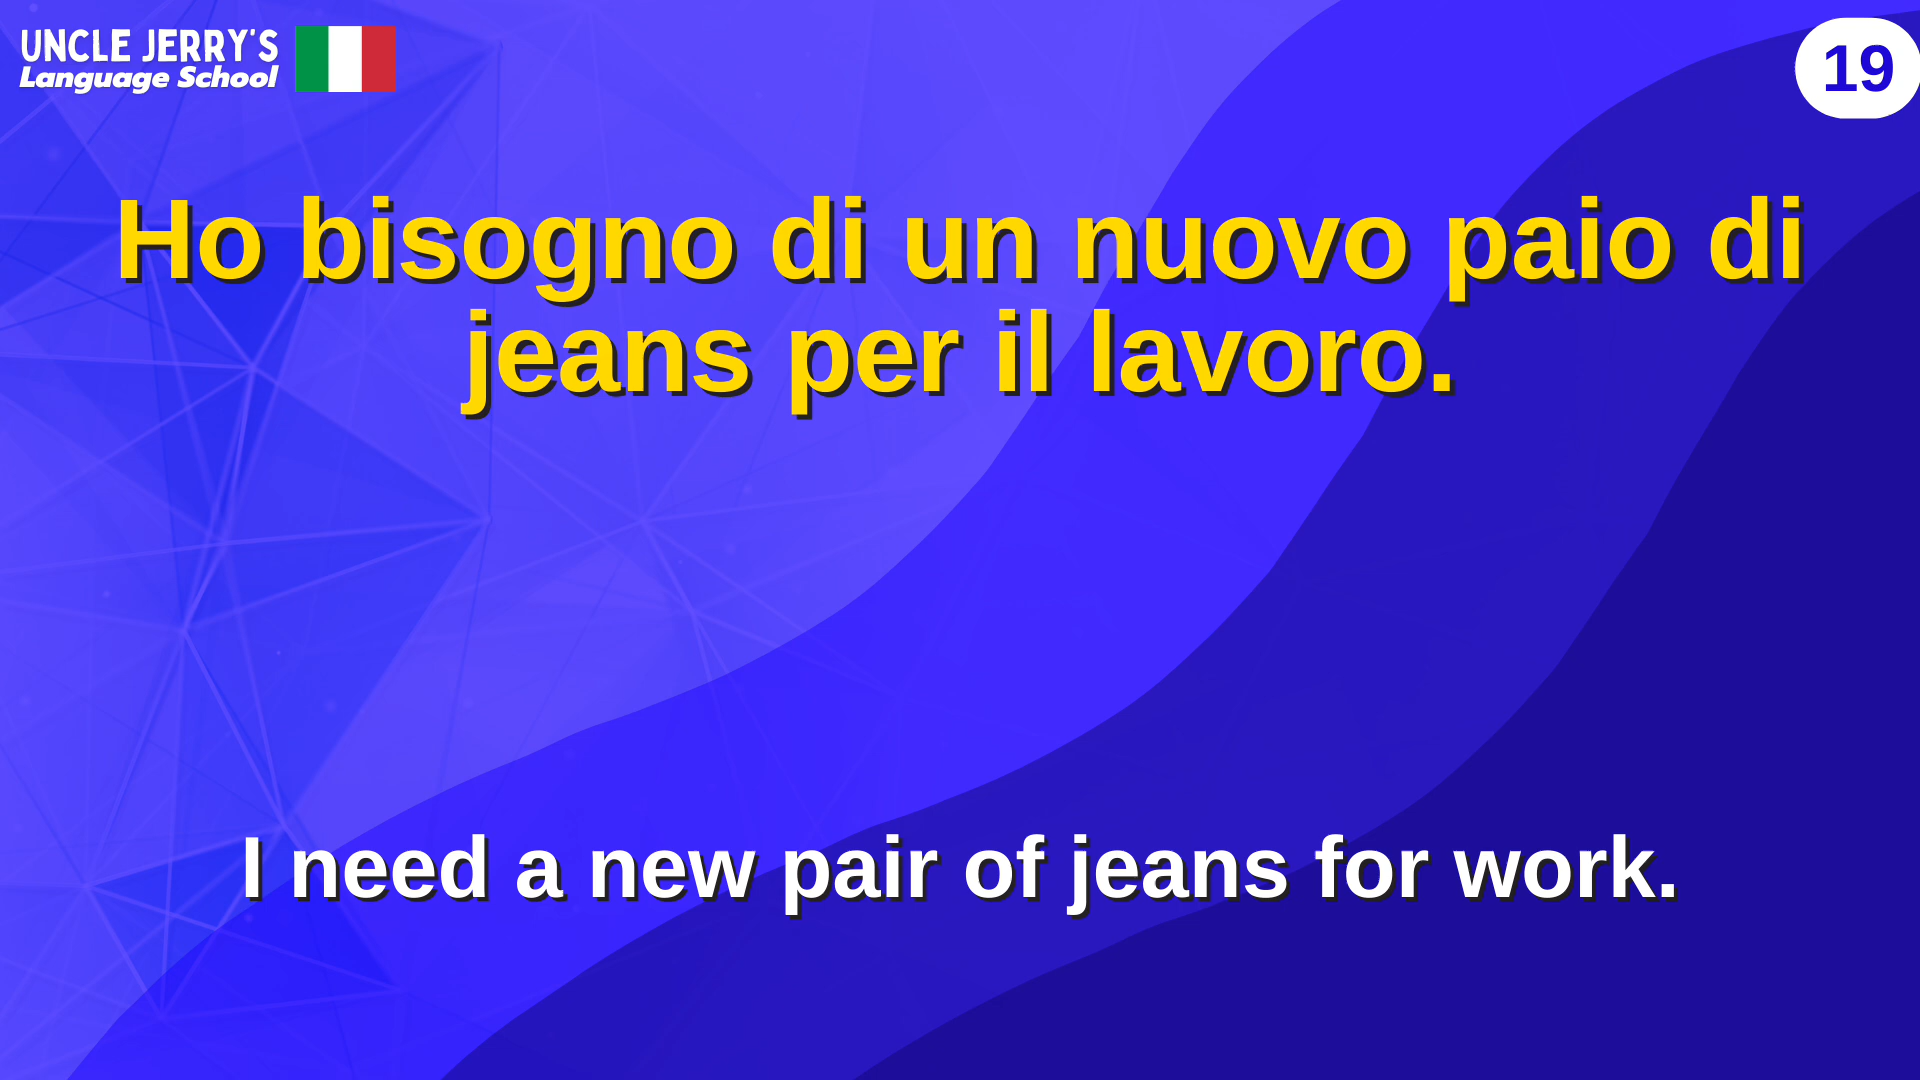 UNCLE JERRY'S
Language School
19
Ho bisogno di un nuovo paio di
jeans per il lavoro.
I need a new pair of jeans for work.